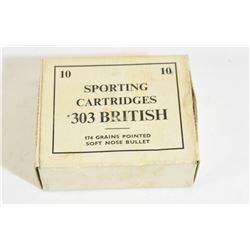 10 10
SPORTING
CARTRIDGES
·303 BRITISH
174 GRAINS POINTED
SOFT NOSE BULLET